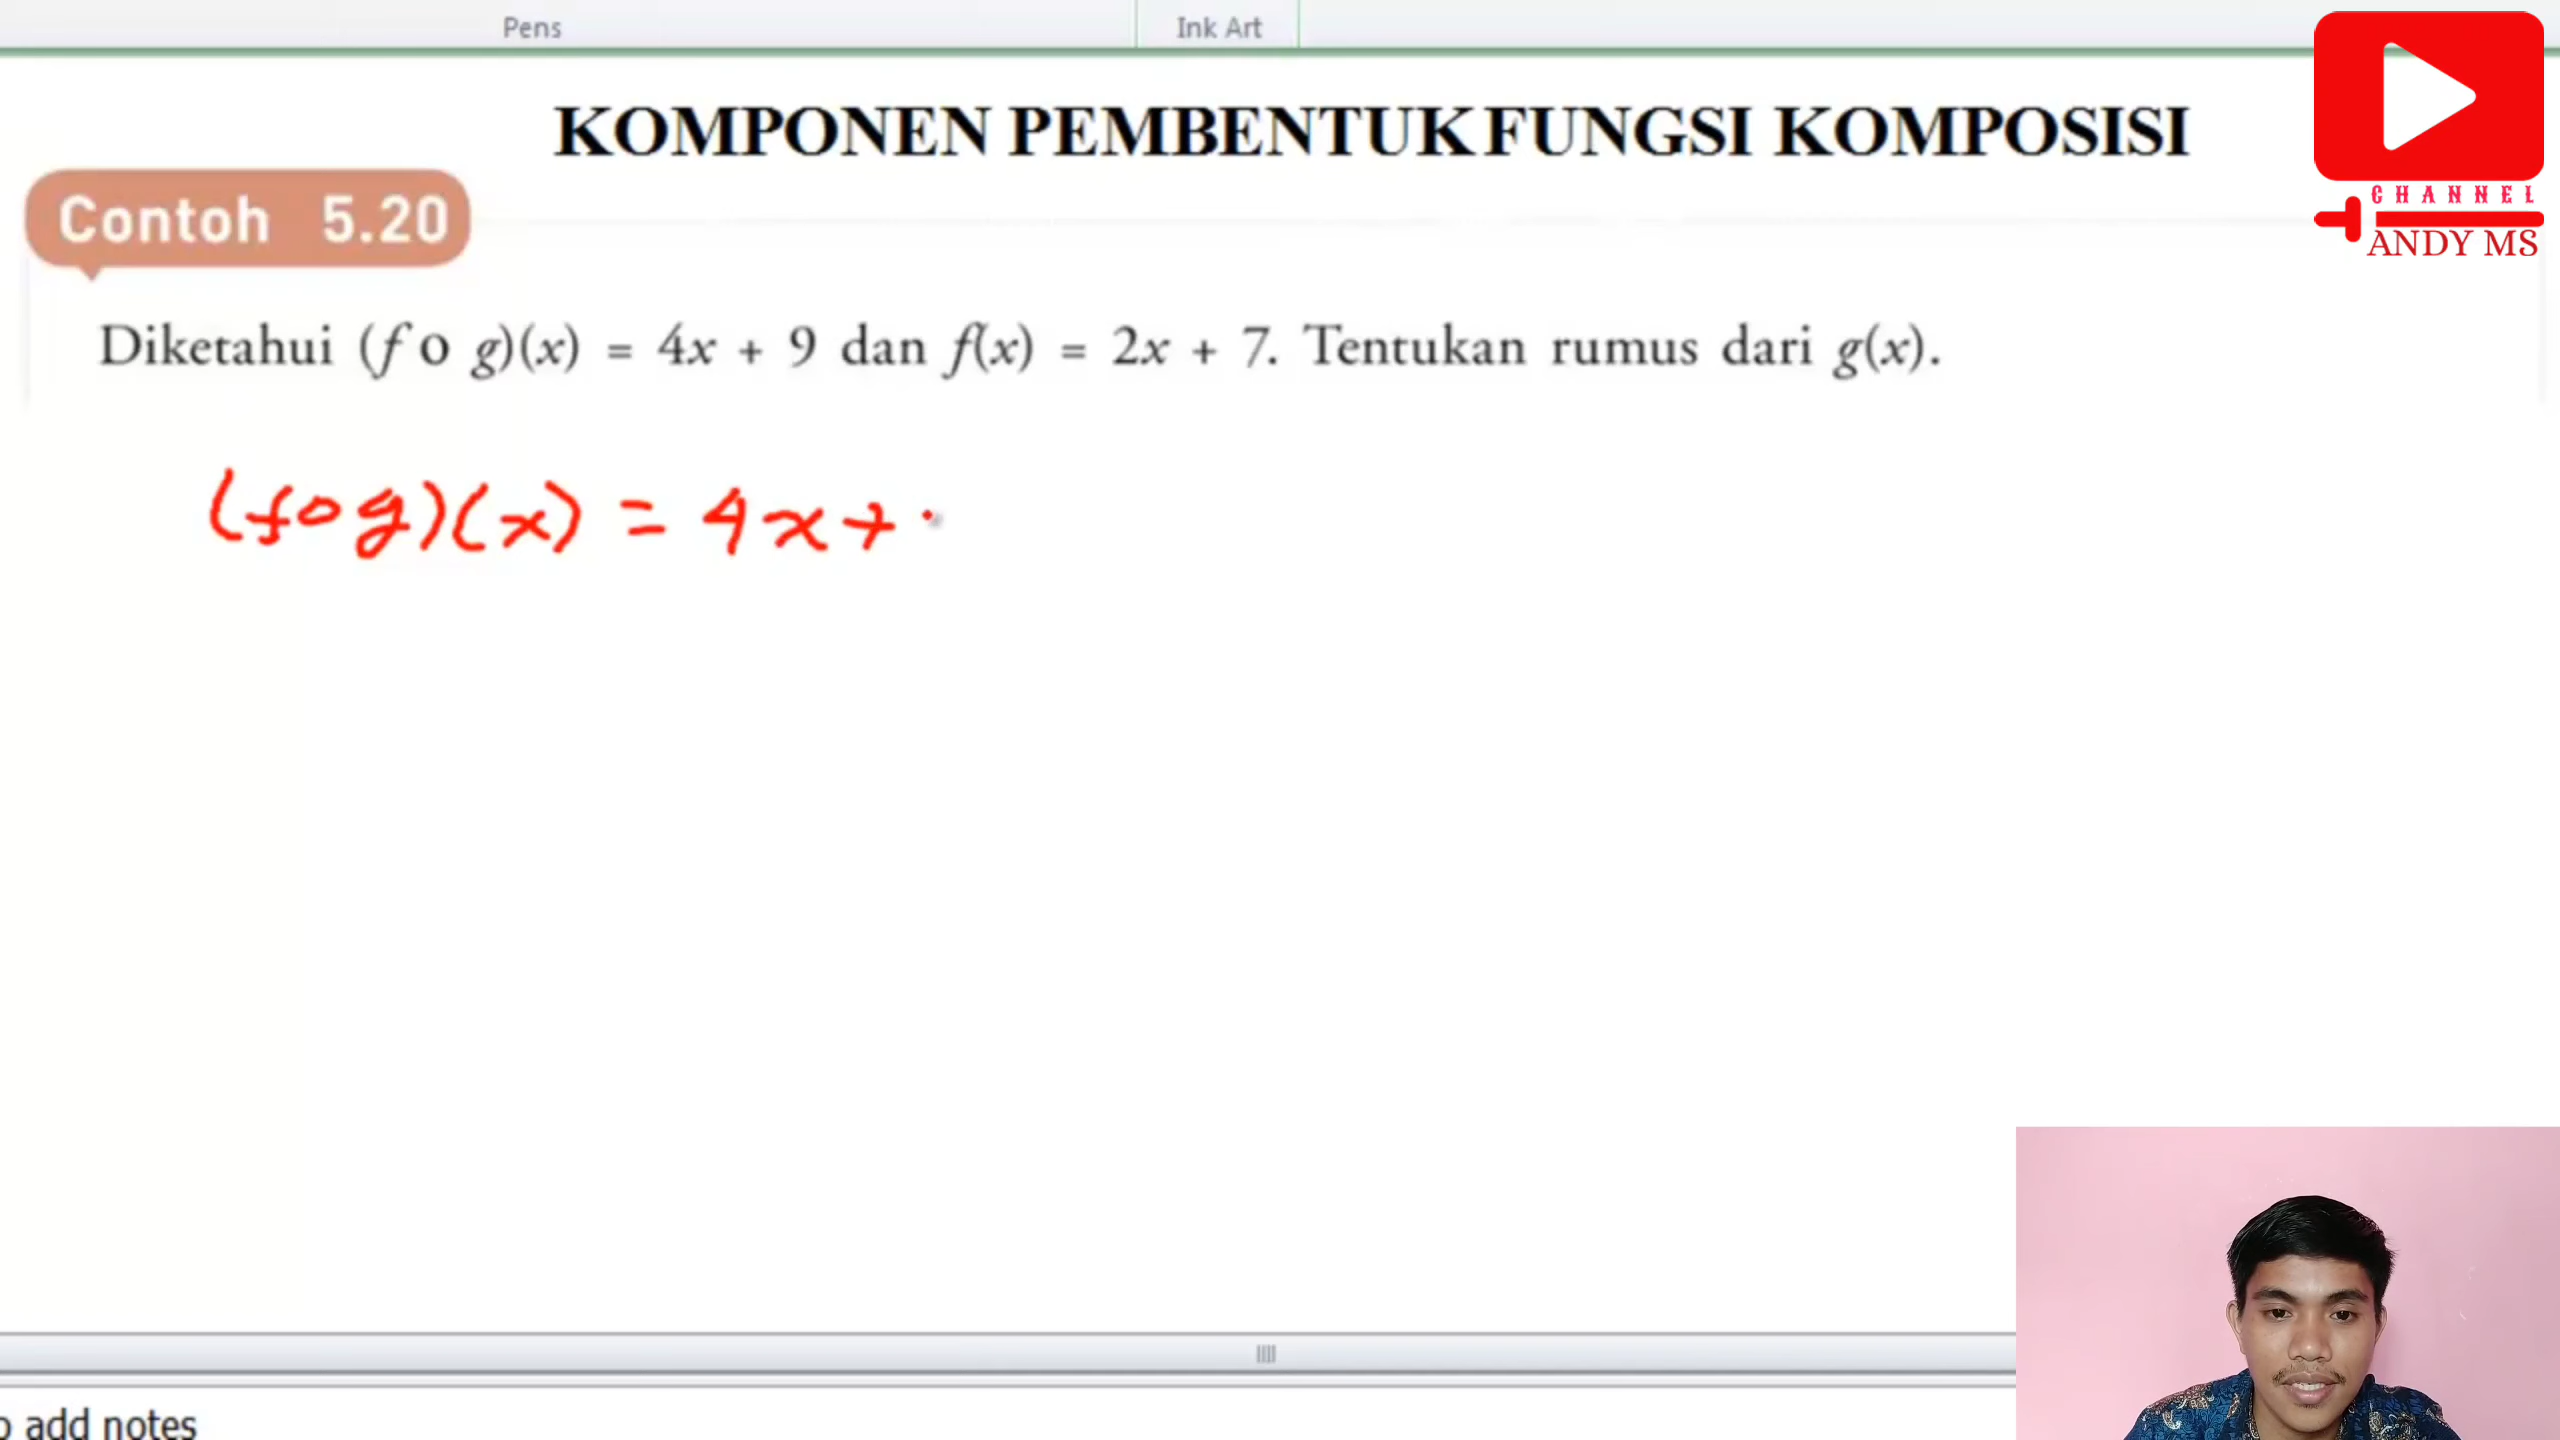 Pens Ink Art
KOMPONEN PEMBENTUK FUNGSI KOMPOSISI
CHANNEL
ANDY MS
Contoh 5.20
Diketahui (f o g)(x) = 4x + 9 dan f(x) = 2x + 7. Tentukan rumus dari g(x).
(fog)(x) = 4x+
o add notes